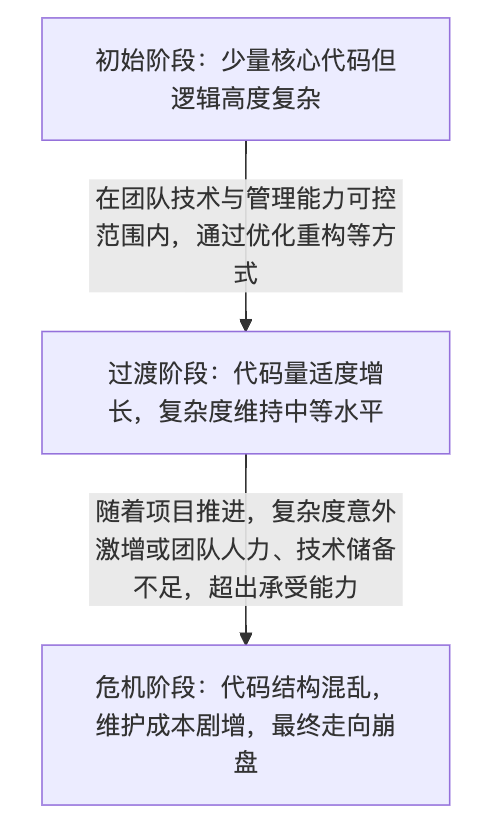 初始阶段：少量核心代码但
逻辑高度复杂
在团队技术与管理能力可控
范围内，通过优化重构等方
式
过渡阶段：代码量适度增
长，复杂度维持中等水平
随着项目推进，复杂度意外
激增或团队人力、技术储备
不足，超出承受能力
危机阶段：代码结构混乱，
维护成本剧增，最终走向崩
盘